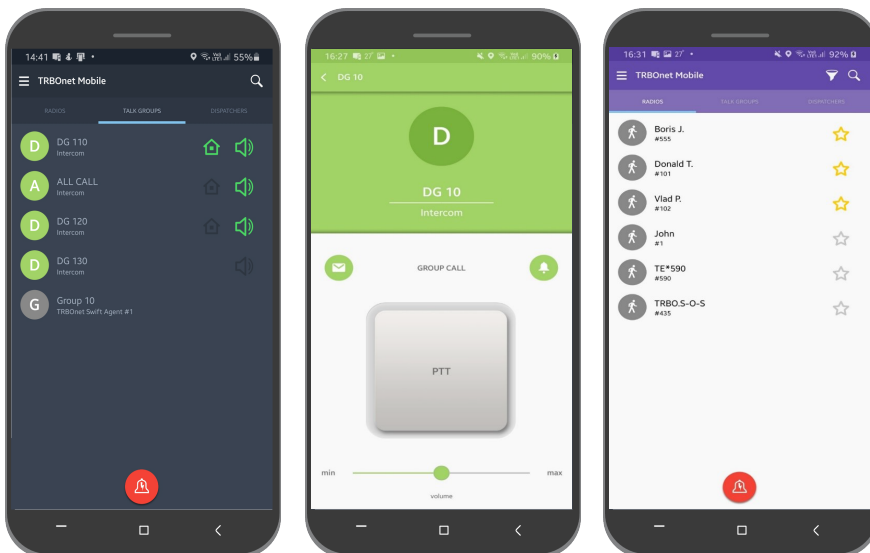 14:41
55%
TRBOnet Mobile
RADIOS
TALK GROUPS
DISPATCHERS
D
DG 110
Intercom
A
ALL CALL
Intercom
D
DG 120
Intercom
D
DG 130
Intercom
G
Group 10
TRBOnet Swift Agent #1
16:27
27°
90%
DG 10
D
DG 10
Intercom
GROUP CALL
PTT
min
max
volume
16:31
27°
92%
TRBOnet Mobile
RADIOS
TALK GROUPS
DISPATCHERS
Boris J.
#555
Donald T.
#101
Vlad P.
#102
John
#1
TE*590
#590
TRBO.S-O-S
#435